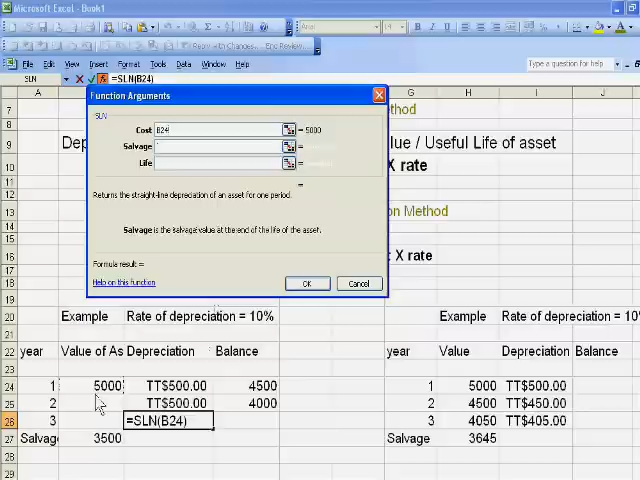 Microsoft Excel - Book1
Arial
B I U
Reply with Changes... End Review...
File Edit View Insert Format Tools Data Window Help
Type a question for help
SLN =SLN(B24)
A G H I J
Function Arguments
SLN
Cost B24 = 5000
Salvage =
Life =
=
Returns the straight-line depreciation of an asset for one period.
Salvage is the salvage value at the end of the life of the asset.
Formula result =
Help on this function OK Cancel
7 ethod
8
9 Dep alue / Useful Life of asset
10 X rate
11
12
13 on Method
14
15
16 X rate
17
18
19
20 Example Rate of depreciation = 10% Example Rate of depreciation = 10%
21
22 year Value of As Depreciation Balance year Value Depreciation Balance
23
24 1 5000 TT$500.00 4500 1 5000 TT$500.00
25 2 TT$500.00 4000 2 4500 TT$450.00
26 3 =SLN(B24) 3 4050 TT$405.00
27 Salvage 3500 Salvage 3645
28
29